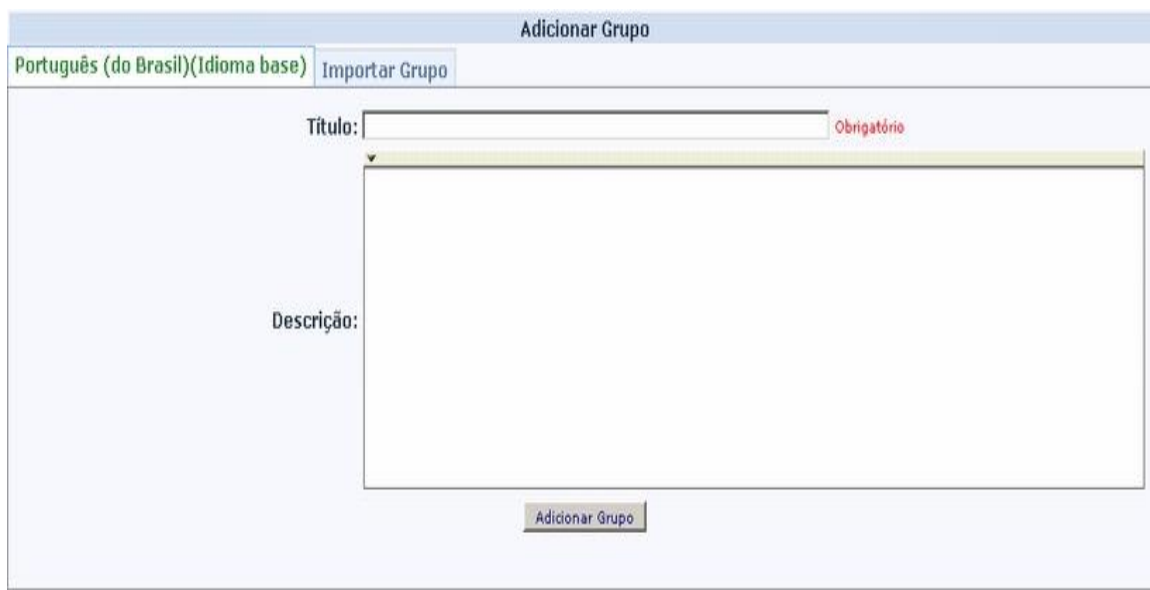 Adicionar Grupo
Português (do Brasil)(Idioma base) Importar Grupo
Título: Obrigatório
Descrição:
Adicionar Grupo